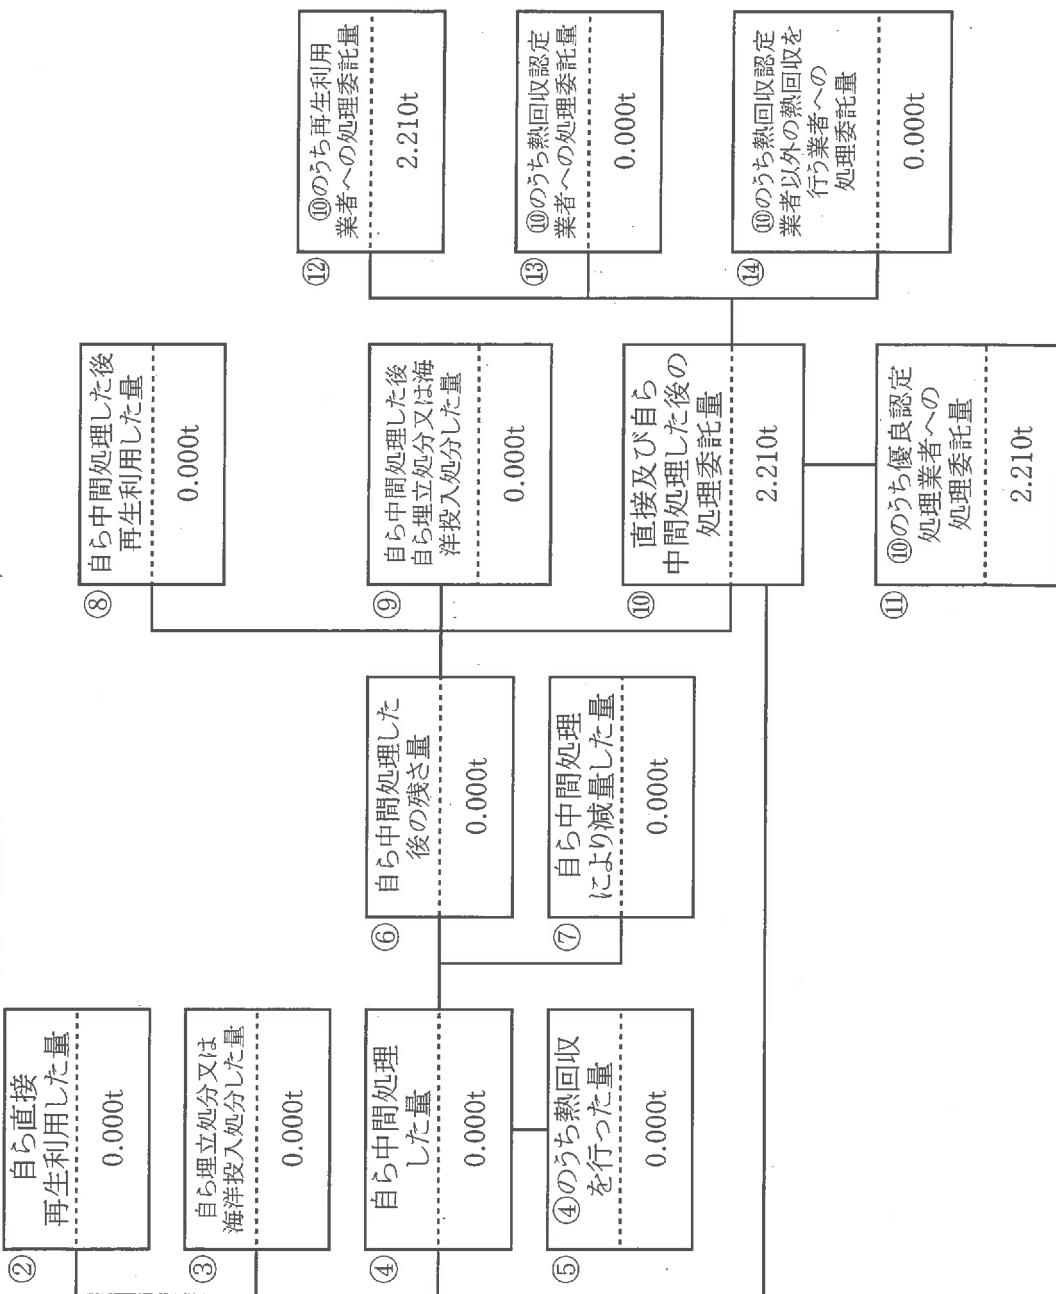 ②
自ら直接
再生利用した量
0.000t
③
自ら埋立処分又は
海洋投入処分した量
0.000t
④
自ら中間処理
した量
0.000t
⑤
④のうち熱回収
を行った量
0.000t
⑥
自ら中間処理した
後の残さ量
0.000t
⑦
自ら中間処理
により減量した量
0.000t
⑧
自ら中間処理した後
再生利用した量
0.000t
⑨
自ら中間処理した後
自ら埋立処分又は海
洋投入処分した量
0.000t
⑩
直接及び自ら
中間処理した後の
処理委託量
2.210t
⑪
⑩のうち優良認定
処理業者への
処理委託量
2.210t
⑫
⑩のうち再生利用
業者への処理委託量
2.210t
⑬
⑩のうち熱回収認定
業者への処理委託量
0.000t
⑭
⑩のうち熱回収認定
業者以外の熱回収を
行う業者への
処理委託量
0.000t